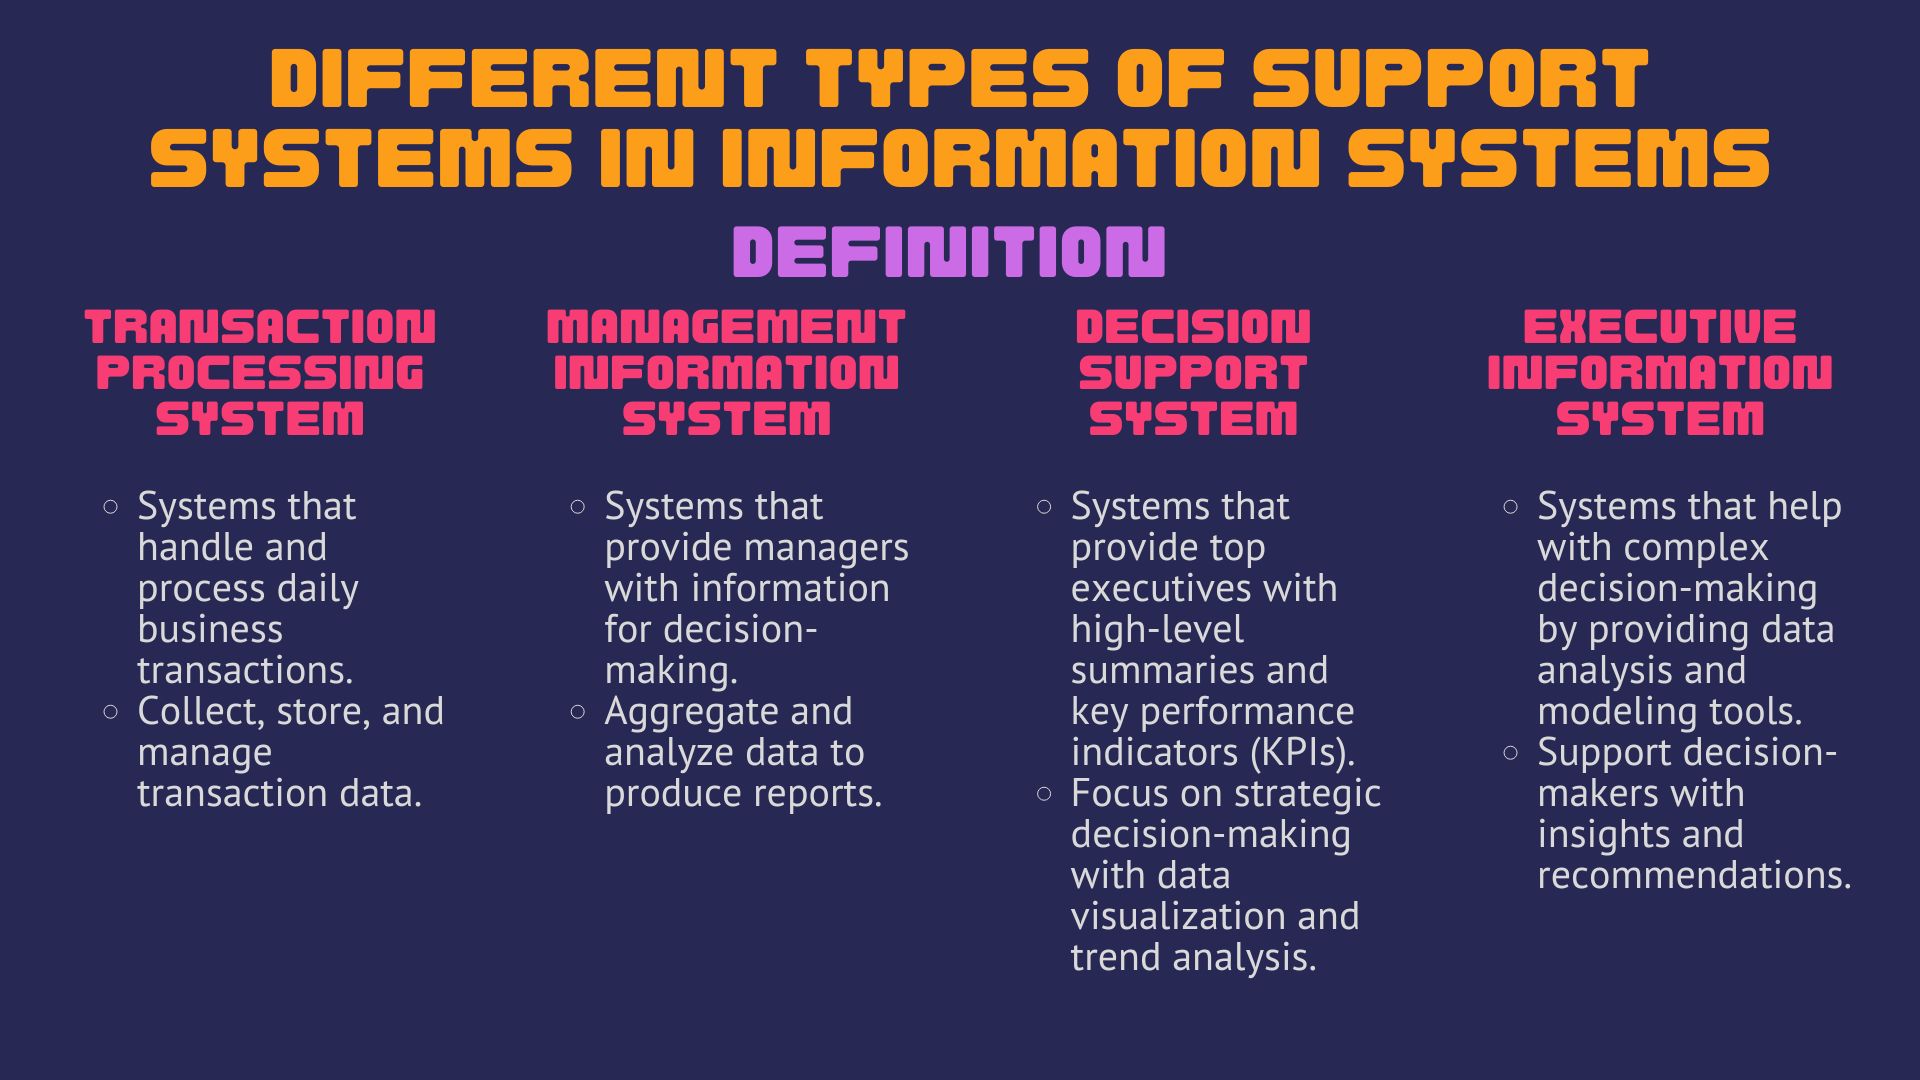 DIFFERENT TYPES OF SUPPORT
SYSTEMS IN INFORMATION SYSTEMS
DEFINITION
TRANSACTION
PROCESSING
SYSTEM
Systems that
handle and
process daily
business
transactions.
Collect, store, and
manage
transaction data.
MANAGEMENT
INFORMATION
SYSTEM
Systems that
provide managers
with information
for decision-
making.
Aggregate and
analyze data to
produce reports.
DECISION
SUPPORT
SYSTEM
Systems that
provide top
executives with
high-level
summaries and
key performance
indicators (KPIs).
Focus on strategic
decision-making
with data
visualization and
trend analysis.
EXECUTIVE
INFORMATION
SYSTEM
Systems that help
with complex
decision-making
by providing data
analysis and
modeling tools.
Support decision-
makers with
insights and
recommendations.